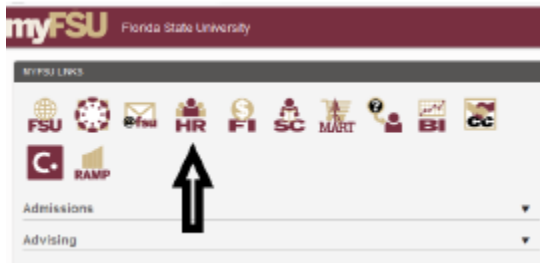 myFSU Florida State University
MYFSU LINKS
FSU @fsu HR FI SC MART ? BI CC
C. RAMP
Admissions
Advising